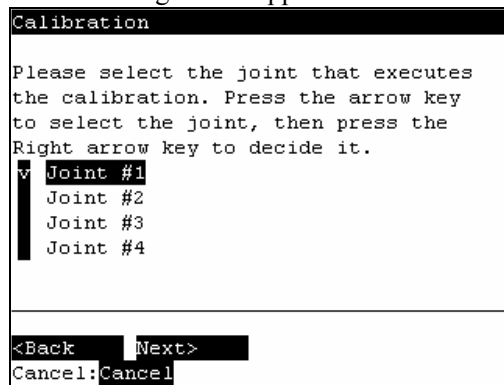 Calibration
Please select the joint that executes
the calibration. Press the arrow key
to select the joint, then press the
Right arrow key to decide it.
v Joint #1
Joint #2
Joint #3
Joint #4
<Back Next>
Cancel:Cancel